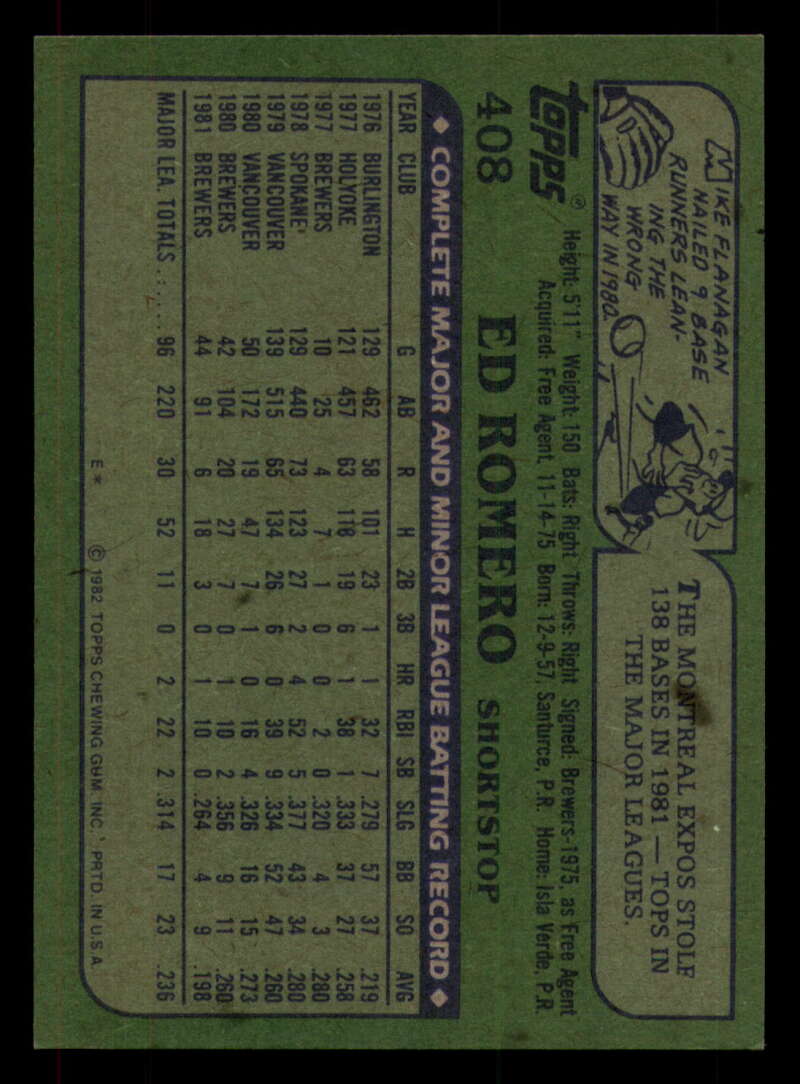 MIKE FLANAGAN
NAILED 9 BASE
RUNNERS LEAN-
ING THE
WRONG
WAY IN 1980.
THE MONTREAL EXPOS STOLE
138 BASES IN 1981 — TOPS IN
THE MAJOR LEAGUES.
TOPPS®
408 ED ROMERO SHORTSTOP
Height: 5'11" Weight: 150 Bats: Right Throws: Right Signed: Brewers-1975, as Free Agent
Acquired: Free Agent, 11-14-75 Born: 12-9-57, Santurce, P.R. Home: Isla Verde, P.R.
◆ COMPLETE MAJOR AND MINOR LEAGUE BATTING RECORD ◆
YEAR CLUB G AB R H 2B 3B HR RBI SB SLG BB SO AVG
1976 BURLINGTON 129 462 58 101 23 1 1 32 7 .279 57 37 .219
1977 HOLYOKE 121 457 63 118 19 6 1 38 1 .333 37 27 .258
1977 BREWERS 10 25 4 7 1 0 0 2 0 .320 4 3 .280
1978 SPOKANE 129 440 73 123 27 2 4 52 5 .377 43 34 .280
1979 VANCOUVER 139 515 65 134 26 6 0 39 9 .334 52 47 .260
1980 VANCOUVER 50 172 19 47 7 1 0 16 4 .326 16 15 .273
1980 BREWERS 42 104 20 27 7 0 1 10 2 .356 9 11 .260
1981 BREWERS 44 91 6 18 3 0 1 10 0 .264 4 9 .198
MAJOR LEA. TOTALS ...... 96 220 30 52 11 0 2 22 2 .314 17 23 .236
E* © 1982 TOPPS CHEWING GUM, INC. PRTD. IN U.S.A.